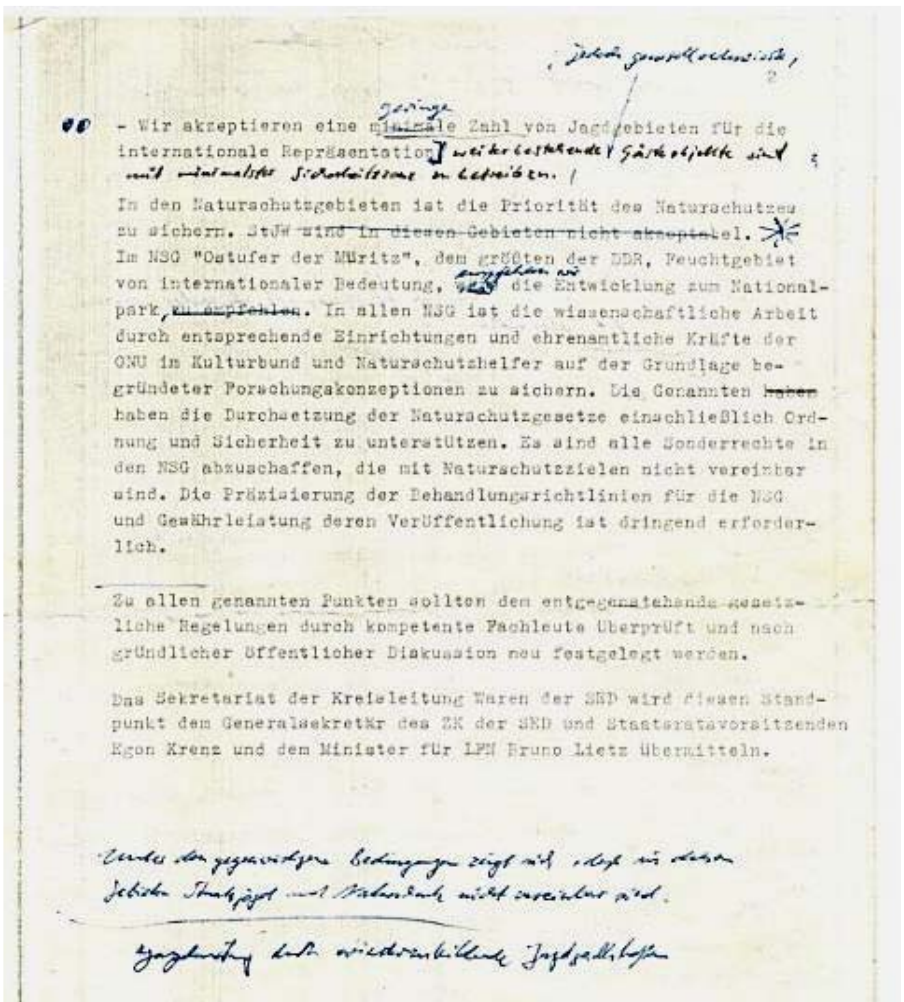 jedoch
geringe
- Wir akzeptieren eine minimale Zahl von Jagdgebieten für die
internationale Repräsentation, weiterbestehende Gästeobjekte sind
mit minimalster Sicherheitszone zu betreiben.
In den Naturschutzgebieten ist die Priorität des Naturschutzes
zu sichern. StJW sind in diesen Gebieten nicht akzeptabel.
Im NSG "Ostufer der Müritz", dem größten der DDR, Feuchtgebiet
empfehlen wir
von internationaler Bedeutung, die Entwicklung zum National-
park, zu empfehlen. In allen NSG ist die wissenschaftliche Arbeit
durch entsprechende Einrichtungen und ehrenamtliche Kräfte der
GNU im Kulturbund und Naturschutzhelfer auf der Grundlage be-
gründeter Forschungskonzeptionen zu sichern. Die Genannten haben
haben die Durchsetzung der Naturschutzgesetze einschließlich Ord-
nung und Sicherheit zu unterstützen. Es sind alle Sonderrechte in
den NSG abzuschaffen, die mit Naturschutzzielen nicht vereinbar
sind. Die Präzisierung der Behandlungsrichtlinien für die NSG
und Gewährleistung deren Veröffentlichung ist dringend erforder-
lich.
Zu allen genannten Punkten sollten dem entgegenstehende gesetz-
liche Regelungen durch kompetente Fachleute überprüft und nach
gründlicher öffentlicher Diskussion neu festgelegt werden.
Das Sekretariat der Kreisleitung Waren der SED wird diesen Stand-
punkt dem Generalsekretär des ZK der SED und Staatsratsvorsitzenden
Egon Krenz und dem Minister für LFN Bruno Lietz übermitteln.
Unter den gegenwärtigen Bedingungen zeigt sich, daß in diesen
Gebieten Staatsjagd und Naturschutz nicht vereinbar sind.
Jagdgesellschaften